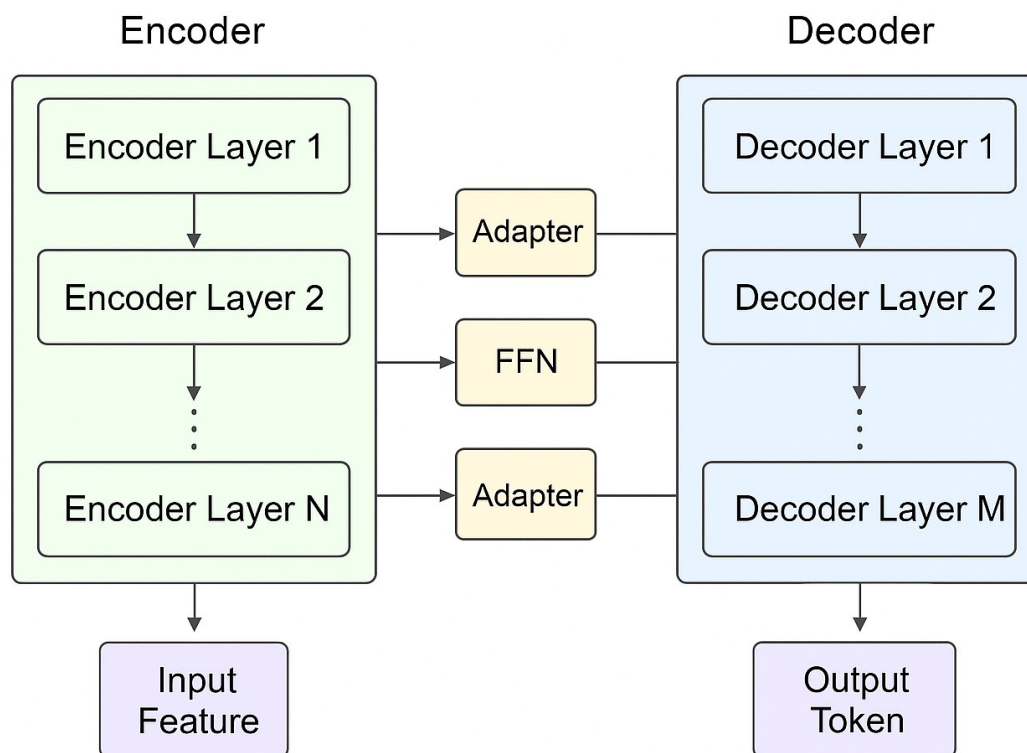 Encoder
Decoder
Encoder Layer 1
Encoder Layer 2
Encoder Layer N
Adapter
FFN
Adapter
Decoder Layer 1
Decoder Layer 2
Decoder Layer M
Input
Feature
Output
Token